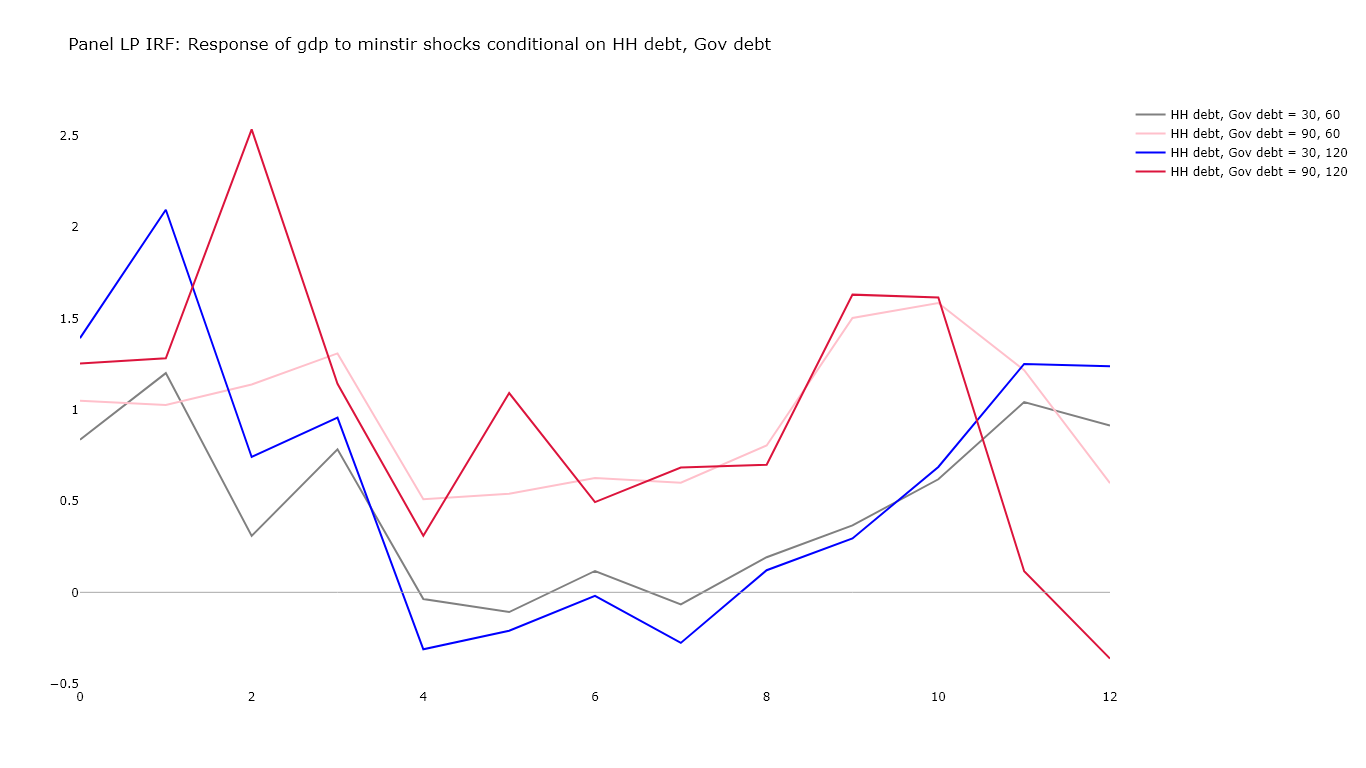 Panel LP IRF: Response of gdp to minstir shocks conditional on HH debt, Gov debt
HH debt, Gov debt = 30, 60
HH debt, Gov debt = 90, 60
HH debt, Gov debt = 30, 120
HH debt, Gov debt = 90, 120
2.5
2
1.5
1
0.5
0
−0.5
0 2 4 6 8 10 12